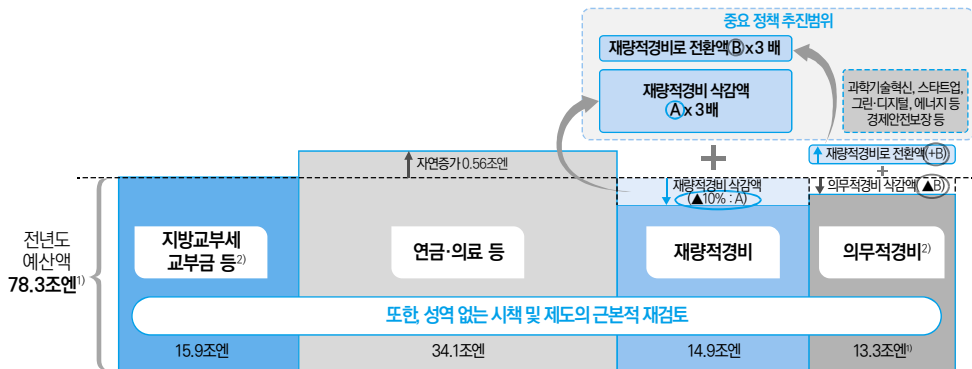 중요 정책 추진범위
재량적경비로 전환액Ⓑx3 배
재량적경비 삭감액
Ⓐx3배
과학기술혁신, 스타트업,
그린·디지털, 에너지 등
경제안전보장 등
+
재량적경비로 전환액(+B)
+
자연증가 0.56조엔
재량적경비 삭감액
(▲10% : A)
의무적경비 삭감액(▲B)
전년도
예산액
78.3조엔1)
지방교부세
교부금 등2)
연금·의료 등
재량적경비
의무적경비2)
또한, 성역 없는 시책 및 제도의 근본적 재검토
15.9조엔
34.1조엔
14.9조엔
13.3조엔1)